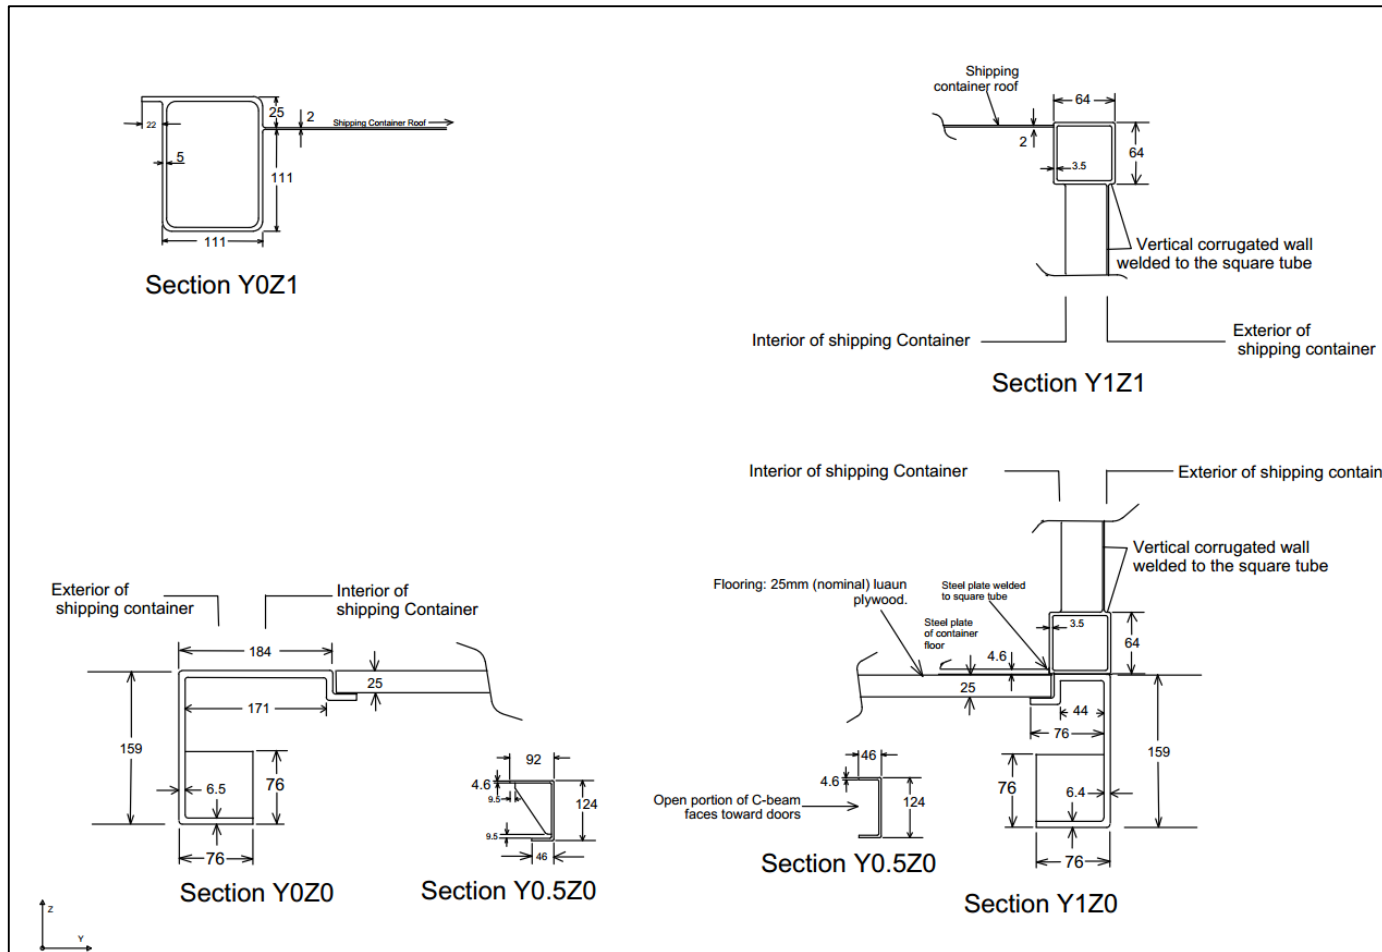 22
25
2
Shipping Container Roof
5
111
111
Section Y0Z1
Shipping
container roof
64
2
3.5
64
Vertical corrugated wall
welded to the square tube
Interior of shipping Container
Exterior of
shipping container
Section Y1Z1
Exterior of
shipping container
Interior of
shipping Container
184
25
171
159
76
6.5
76
Section Y0Z0
92
4.6
9.5
124
9.5
46
Section Y0.5Z0
Interior of shipping Container
Exterior of shipping contain
Vertical corrugated wall
welded to the square tube
Flooring: 25mm (nominal) luaun
plywood.
Steel plate welded
to square tube
Steel plate
of container
floor
3.5
4.6
64
25
44
76
159
76
6.4
76
46
4.6
124
Open portion of C-beam
faces toward doors
Section Y0.5Z0
Section Y1Z0
Z
Y